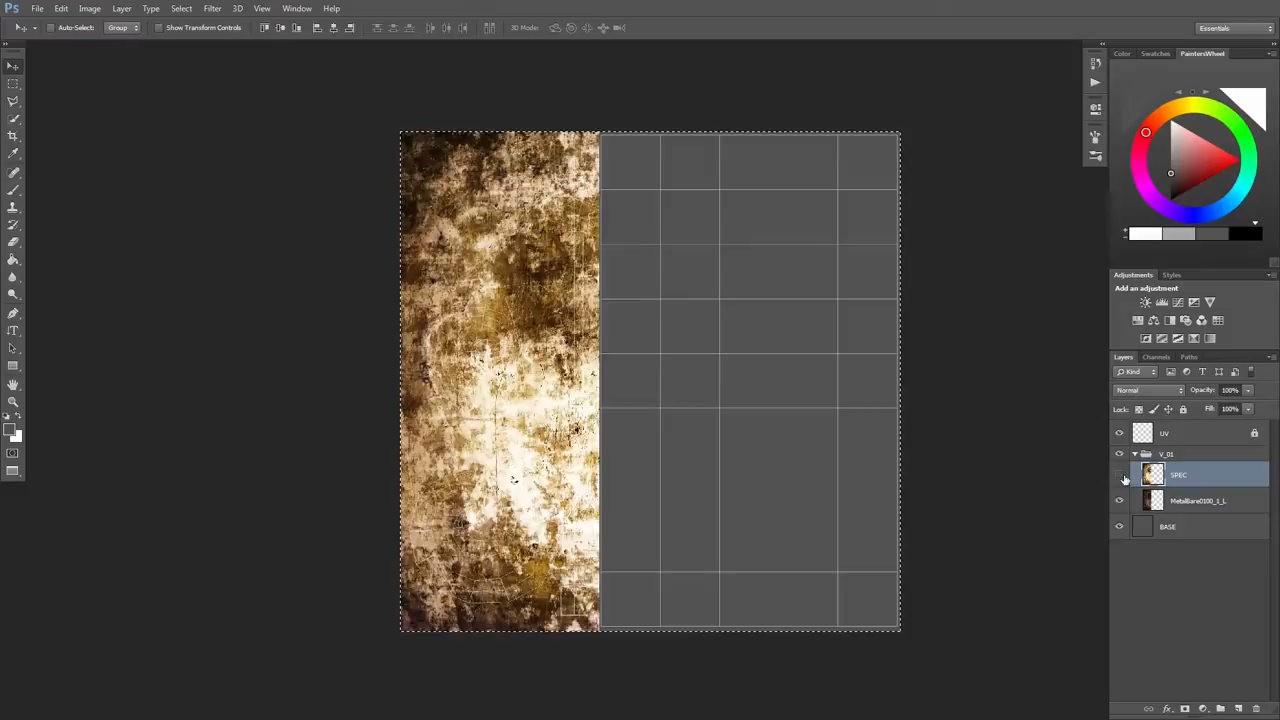 Ps File Edit Image Layer Type Select Filter 3D View Window Help
Auto-Select: Group Show Transform Controls 3D Mode: Essentials
Color Swatches PaintersWheel
Adjustments Styles
Add an adjustment
Layers Channels Paths
Kind
Normal Opacity: 100%
Lock: Fill: 100%
UV
V_01
SPEC
MetalBare0100_1_L
BASE
fx